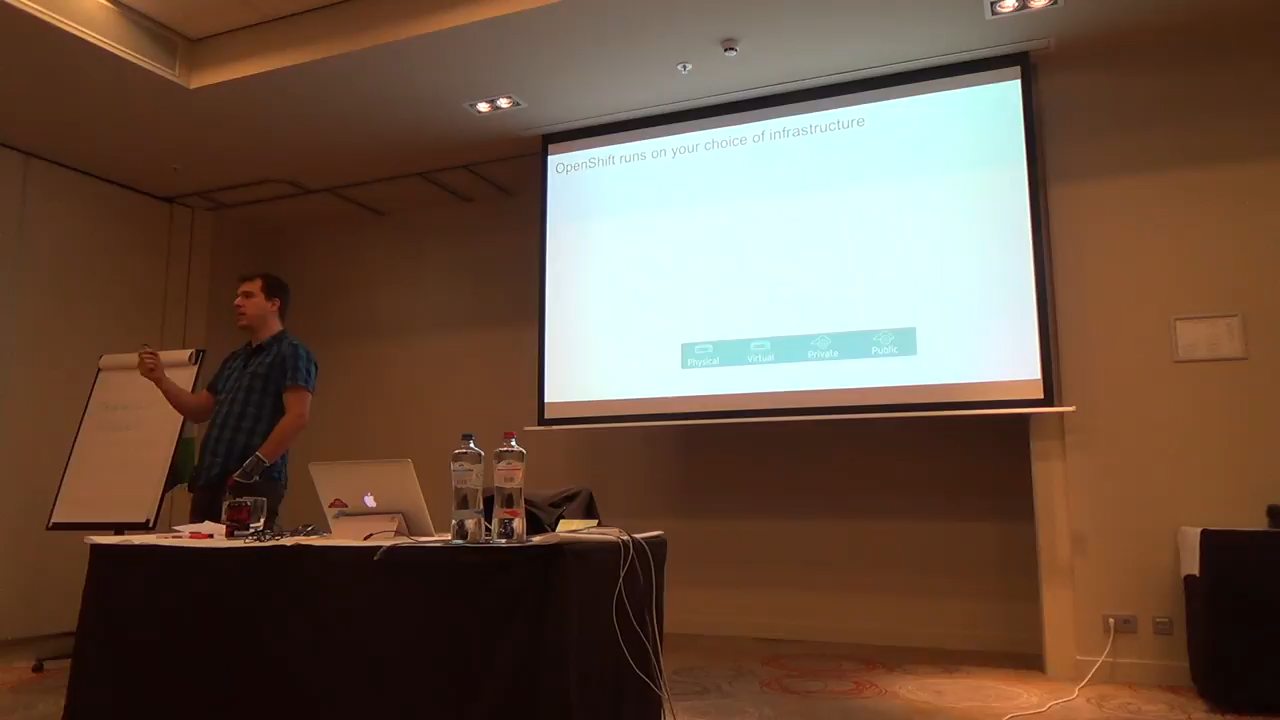 OpenShift runs on your choice of infrastructure
Physical Virtual Private Public